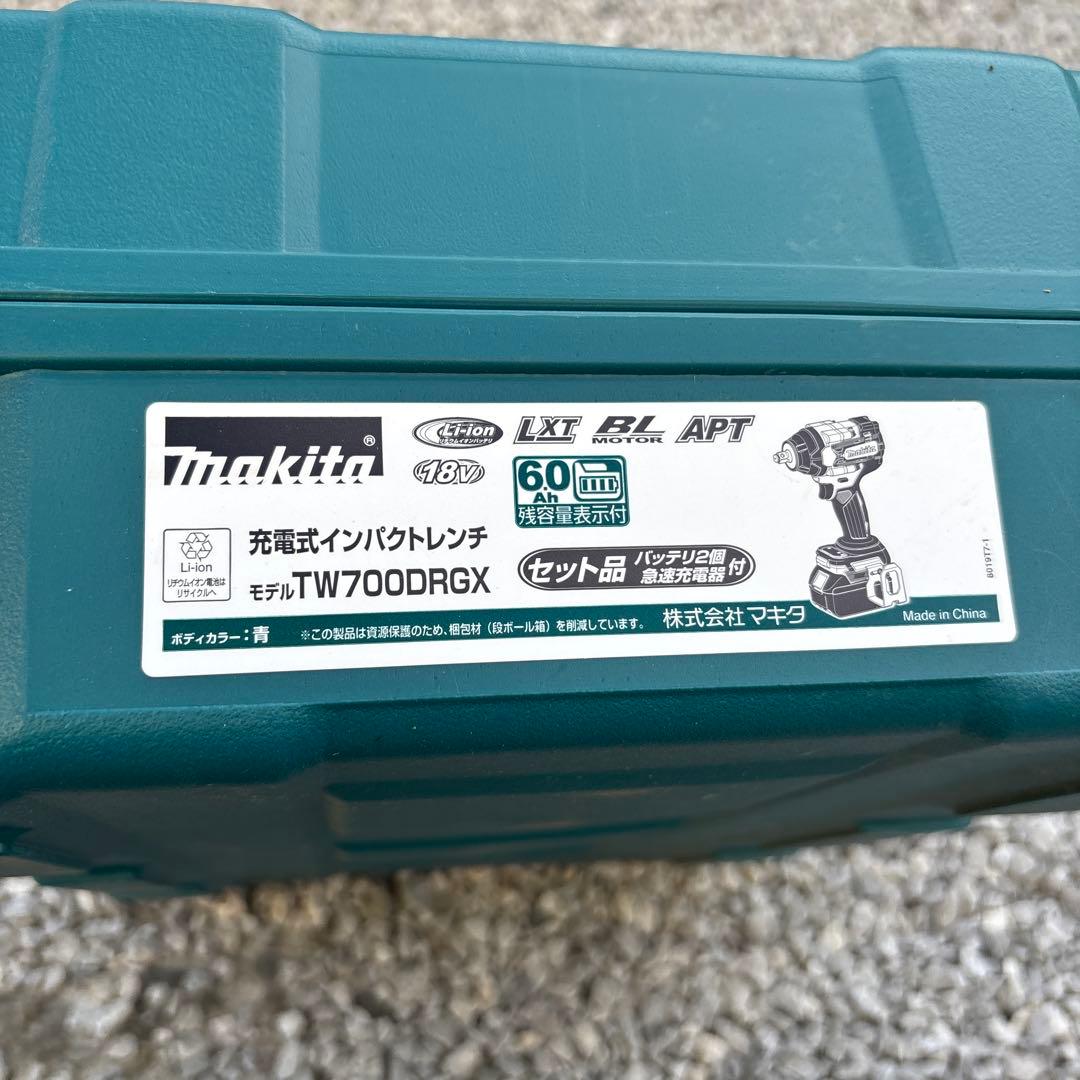 makita®
Li-ion
リチウムイオンバッテリ
LXT
BL
MOTOR
APT
18V
6.0
Ah
残容量表示付
Li-ion
リチウムイオン電池は
リサイクルへ
充電式インパクトレンチ
モデルTW700DRGX
セット品
バッテリ2個
急速充電器
付
makita
801917-1
ボディカラー：青
※この製品は資源保護のため、梱包材（段ボール箱）を削減しています。
株式会社 マキタ
Made in China